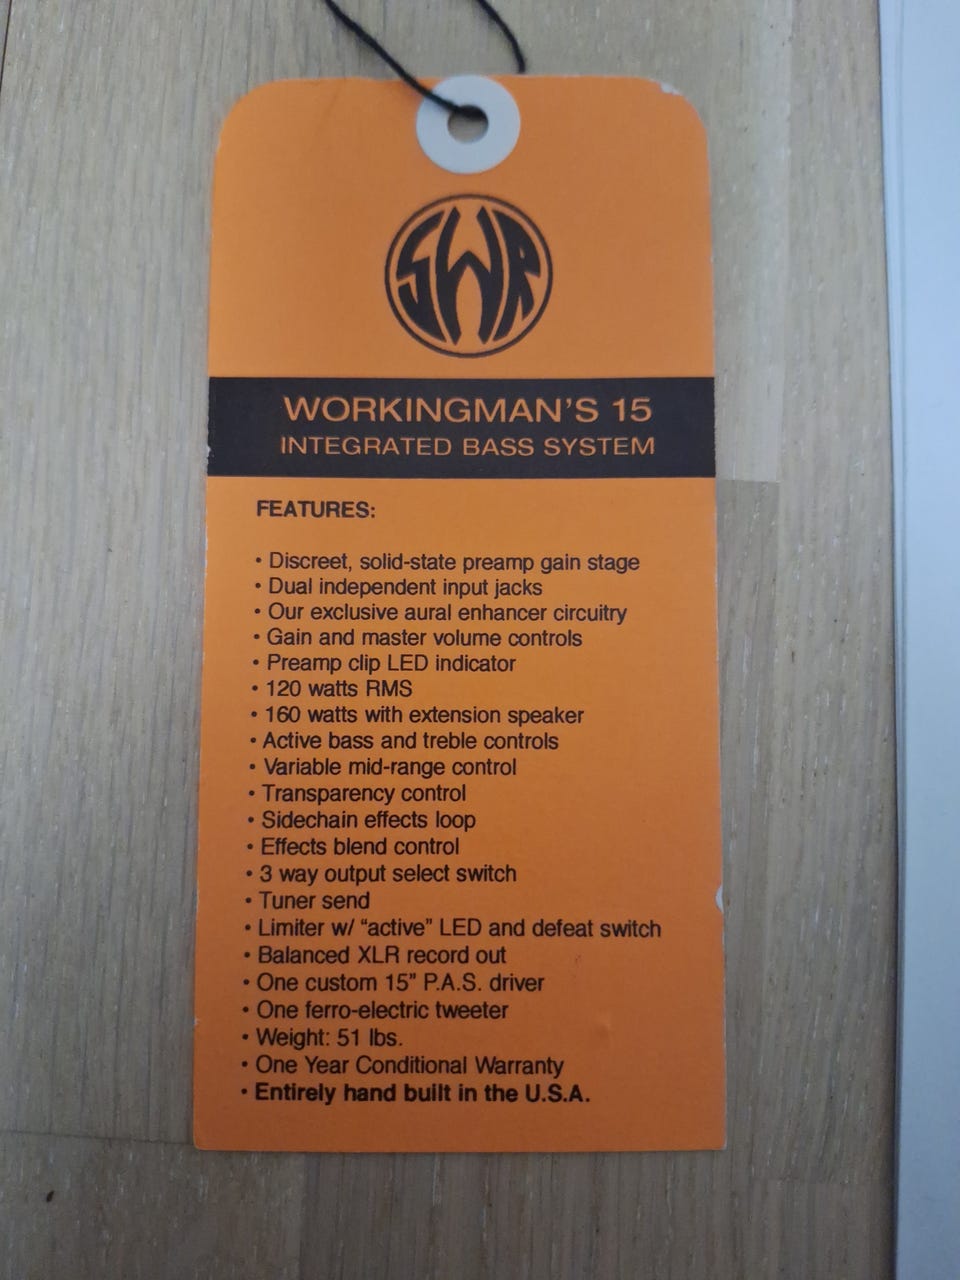 SWR
WORKINGMAN'S 15
INTEGRATED BASS SYSTEM
FEATURES:
• Discreet, solid-state preamp gain stage
• Dual independent input jacks
• Our exclusive aural enhancer circuitry
• Gain and master volume controls
• Preamp clip LED indicator
• 120 watts RMS
• 160 watts with extension speaker
• Active bass and treble controls
• Variable mid-range control
• Transparency control
• Sidechain effects loop
• Effects blend control
• 3 way output select switch
• Tuner send
• Limiter w/ “active” LED and defeat switch
• Balanced XLR record out
• One custom 15” P.A.S. driver
• One ferro-electric tweeter
• Weight: 51 lbs.
• One Year Conditional Warranty
• Entirely hand built in the U.S.A.